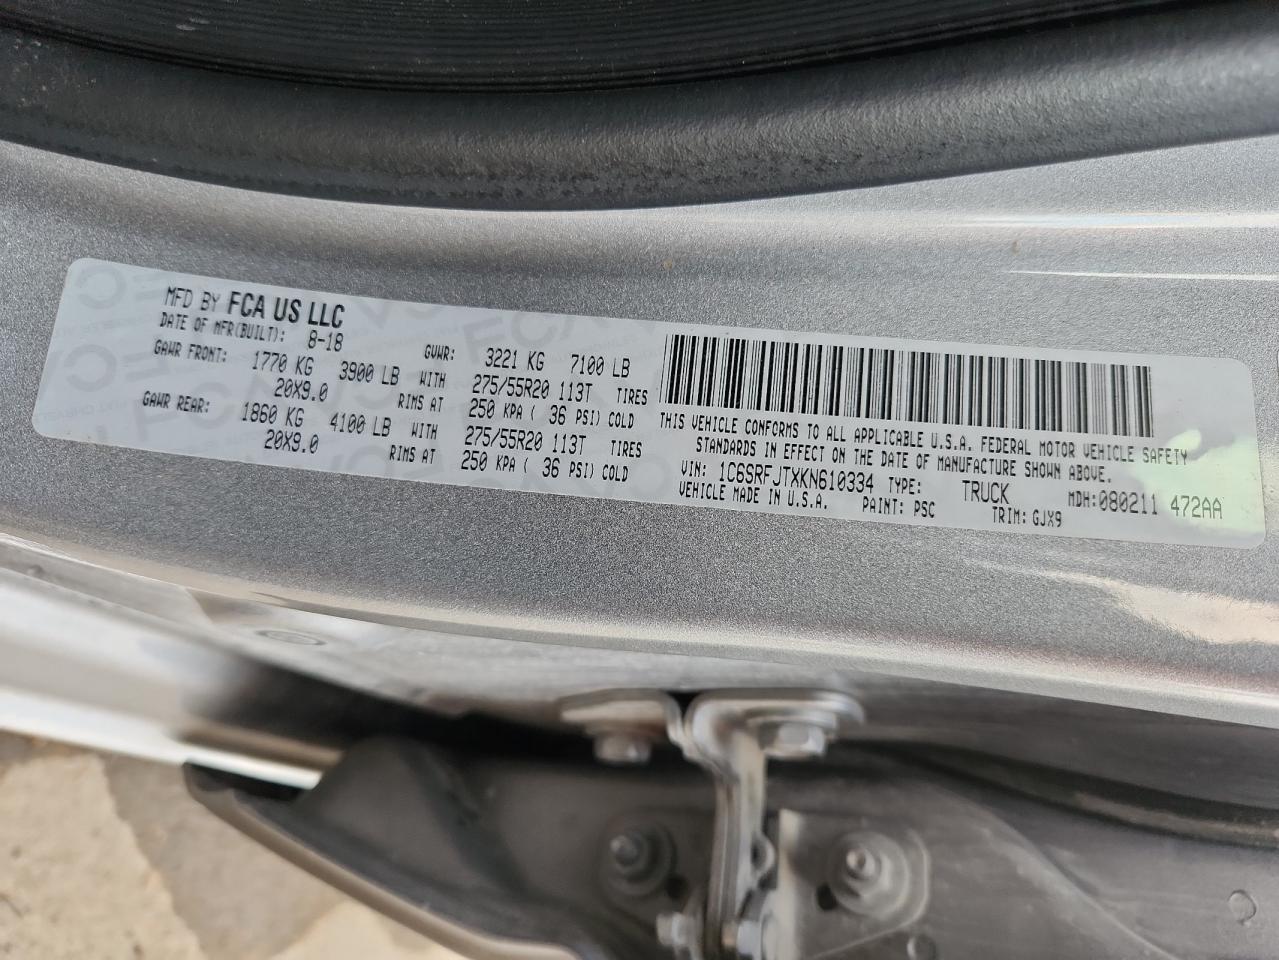 MFD BY FCA US LLC
DATE OF MFR(BUILT): 8-18 GVWR: 3221 KG 7100 LB
GAWR FRONT: 1770 KG 3900 LB WITH 275/55R20 113T TIRES
20X9.0 RIMS AT 250 KPA ( 36 PSI) COLD
GAWR REAR: 1860 KG 4100 LB WITH 275/55R20 113T TIRES
20X9.0 RIMS AT 250 KPA ( 36 PSI) COLD
THIS VEHICLE CONFORMS TO ALL APPLICABLE U.S.A. FEDERAL MOTOR VEHICLE SAFETY
STANDARDS IN EFFECT ON THE DATE OF MANUFACTURE SHOWN ABOVE.
VIN: 1C6SRFJTXKN610334 TYPE: TRUCK MDH:080211 472AA
VEHICLE MADE IN U.S.A. PAINT: PSC TRIM: GJX9